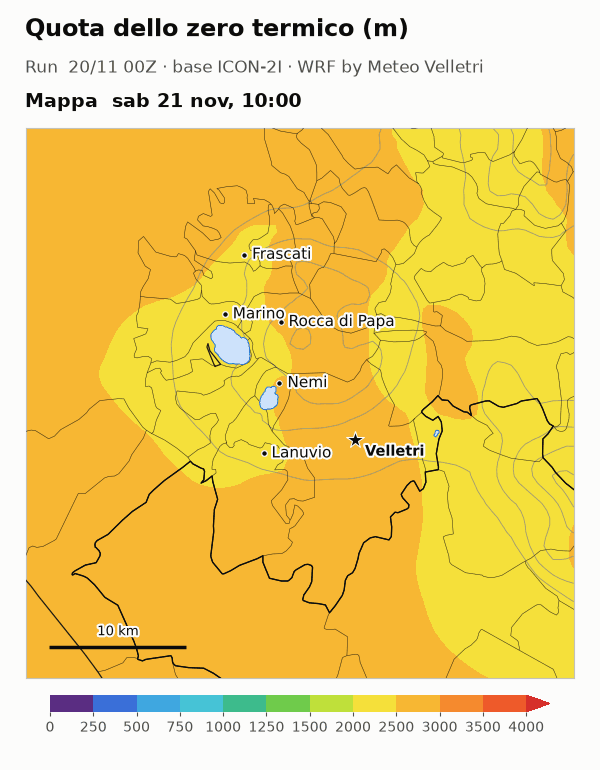 Quota dello zero termico (m)
Run 20/11 00Z · base ICON-2I · WRF by Meteo Velletri
Mappa sab 21 nov, 10:00
Frascati
Marino
Rocca di Papa
Nemi
Velletri
Lanuvio
10 km
0 250 500 750 1000 1250 1500 2000 2500 3000 3500 4000